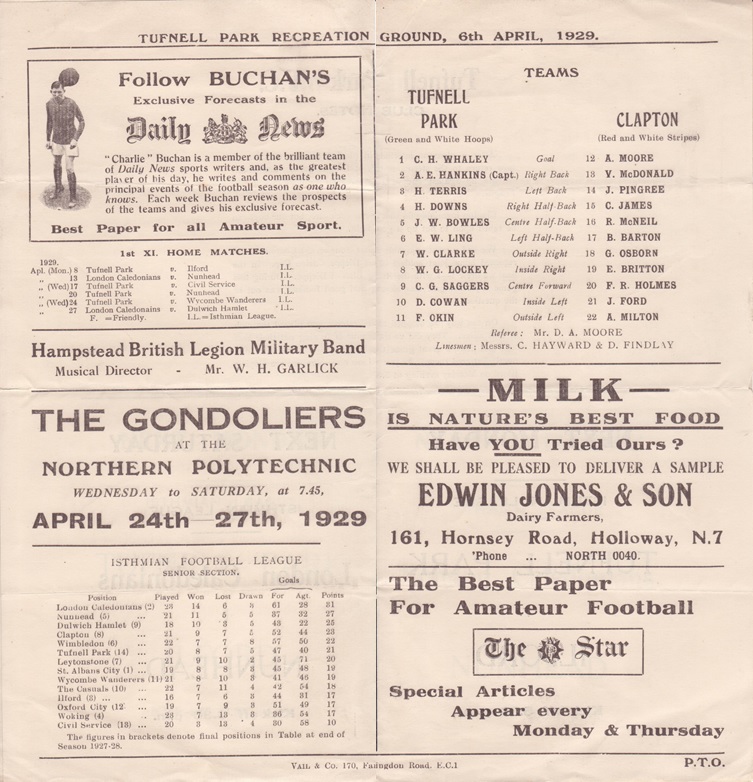 TUFNELL PARK RECREATION GROUND, 6th APRIL, 1929.
Follow BUCHAN'S
Exclusive Forecasts in the
Daily News
"Charlie" Buchan is a member of the brilliant team
of Daily News sports writers and, as the greatest
player of his day, he writes and comments on the
principal events of the football season as one who
knows. Each week Buchan reviews the prospects
of the teams and gives his exclusive forecast.
Best Paper for all Amateur Sport.
1st XI. HOME MATCHES.
1929.
Apl. (Mon.) 8 Tufnell Park v. Ilford I.L.
„ 13 London Caledonians v. Nunhead I.L.
„ (Wed) 17 Tufnell Park v. Civil Service I.L.
„ 20 Tufnell Park v. Nunhead I.L.
„ (Wed) 24 Tufnell Park v. Wycombe Wanderers I.L.
„ 27 London Caledonains v. Dulwich Hamlet I.L.
F. =Friendly. I.L.=Isthmian League.
Hampstead British Legion Military Band
Musical Director - Mr. W. H. GARLICK
THE GONDOLIERS
AT THE
NORTHERN POLYTECHNIC
WEDNESDAY to SATURDAY, at 7.45,
APRIL 24th—27th, 1929
ISTHMIAN FOOTBALL LEAGUE
SENIOR SECTION.
Goals
Position Played Won Lost Drawn For Agt. Points
London Caledonians (2) 23 14 6 3 61 28 31
Nunhead (5) ... 21 11 5 5 37 32 27
Dulwich Hamlet (9) 18 10 3 5 43 22 25
Clapton (8) ... 21 9 7 5 52 44 23
Wimbledon (6) ... 22 7 7 8 57 50 22
Tufnell Park (14) ... 20 8 7 5 47 40 21
Leytonstone (7) ... 21 9 10 2 45 71 20
St. Albans City (1) ... 19 8 8 3 45 48 19
Wycombe Wanderers (11) 21 8 10 3 41 46 19
The Casuals (10) ... 22 7 11 4 42 54 18
Ilford (3) ... 16 7 6 3 44 31 17
Oxford City (12 ... 19 7 9 3 51 49 17
Woking (4) .. 23 7 13 3 36 54 17
Civil Service (13) ... 20 3 13 4 30 58 10
The figures in brackets denote final positions in Table at end of
Season 1927-28.
TEAMS
TUFNELL
PARK
(Green and White Hoops)
CLAPTON
(Red and White Stripes)
1 C. H. WHALEY Goal 12 A. MOORE
2 A. E. HANKINS (Capt.) Right Back 13 V. McDONALD
3 H. TERRIS Left Back 14 J. PINGREE
4 H. DOWNS Right Half-Back 15 C. JAMES
5 J. W. BOWLES Centre Half-Back 16 R. McNEIL
6 E. W. LING Left Half-Back 17 B. BARTON
7 W. CLARKE Outside Right 18 G. OSBORN
8 W. G. LOCKEY Inside Right 19 E. BRITTON
9 C. G. SAGGERS Centre Forward 20 F. R. HOLMES
10 D. COWAN Inside Left 21 J. FORD
11 F. OKIN Outside Left 22 A. MILTON
Referee: Mr. D. A. MOORE
Linesmen: Messrs. C. HAYWARD & D. FINDLAY
—MILK—
IS NATURE'S BEST FOOD
Have YOU Tried Ours?
WE SHALL BE PLEASED TO DELIVER A SAMPLE
EDWIN JONES & SON
Dairy Farmers,
161, Hornsey Road, Holloway, N.7
'Phone ... NORTH 0040.
The Best Paper
For Amateur Football
The Star
Special Articles
Appear every
Monday & Thursday
VAIL & Co. 170, Farringdon Road, E.C.1
P.T.O.